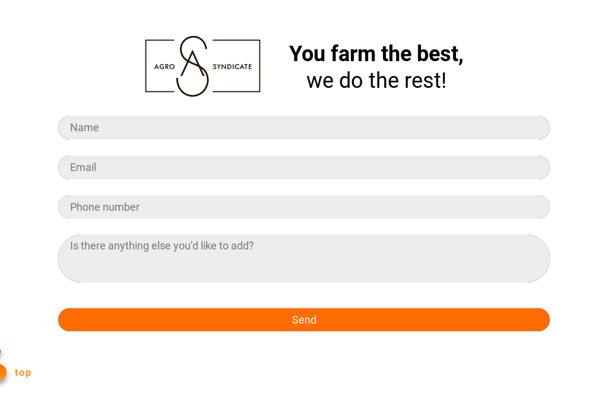 AGRO SYNDICATE
You farm the best,
we do the rest!
Name
Email
Phone number
Is there anything else you'd like to add?
Send
top